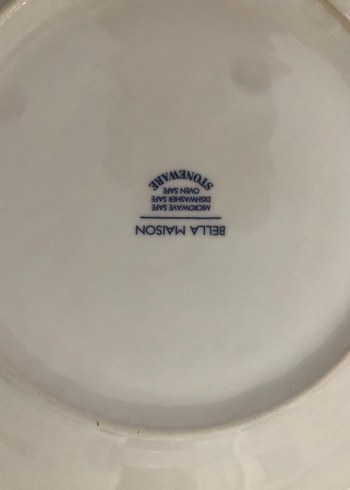 BELLA MAISON
MICROWAVE SAFE
DISHWASHER SAFE
OVEN SAFE
STONEWARE